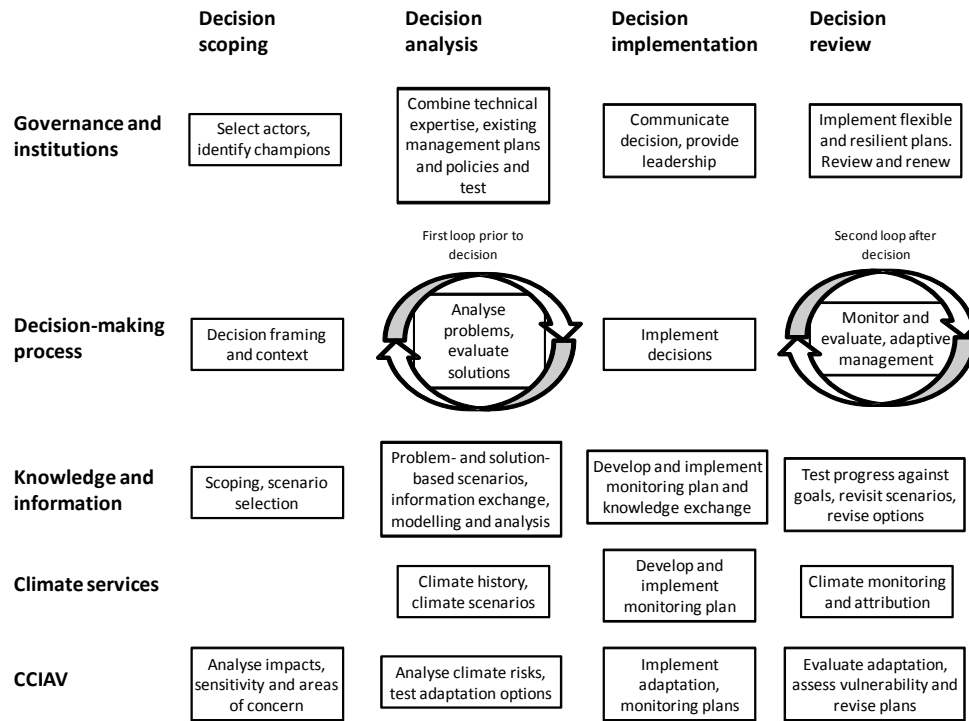 Decision
scoping
Decision
analysis
Decision
implementation
Decision
review
Governance and
institutions
Select actors,
identify champions
Combine technical
expertise, existing
management plans
and policies and
test
Communicate
decision, provide
leadership
Implement flexible
and resilient plans.
Review and renew
First loop prior to
decision
Second loop after
decision
Decision-making
process
Decision framing
and context
Analyse
problems,
evaluate
solutions
Implement
decisions
Monitor and
evaluate, adaptive
management
Knowledge and
information
Scoping, scenario
selection
Problem- and solution-
based scenarios,
information exchange,
modelling and analysis
Develop and implement
monitoring plan and
knowledge exchange
Test progress against
goals, revisit scenarios,
revise options
Climate services
Climate history,
climate scenarios
Develop and
implement
monitoring plan
Climate monitoring
and attribution
CCIAV
Analyse impacts,
sensitivity and areas
of concern
Analyse climate risks,
test adaptation options
Implement
adaptation,
monitoring plans
Evaluate adaptation,
assess vulnerability and
revise plans